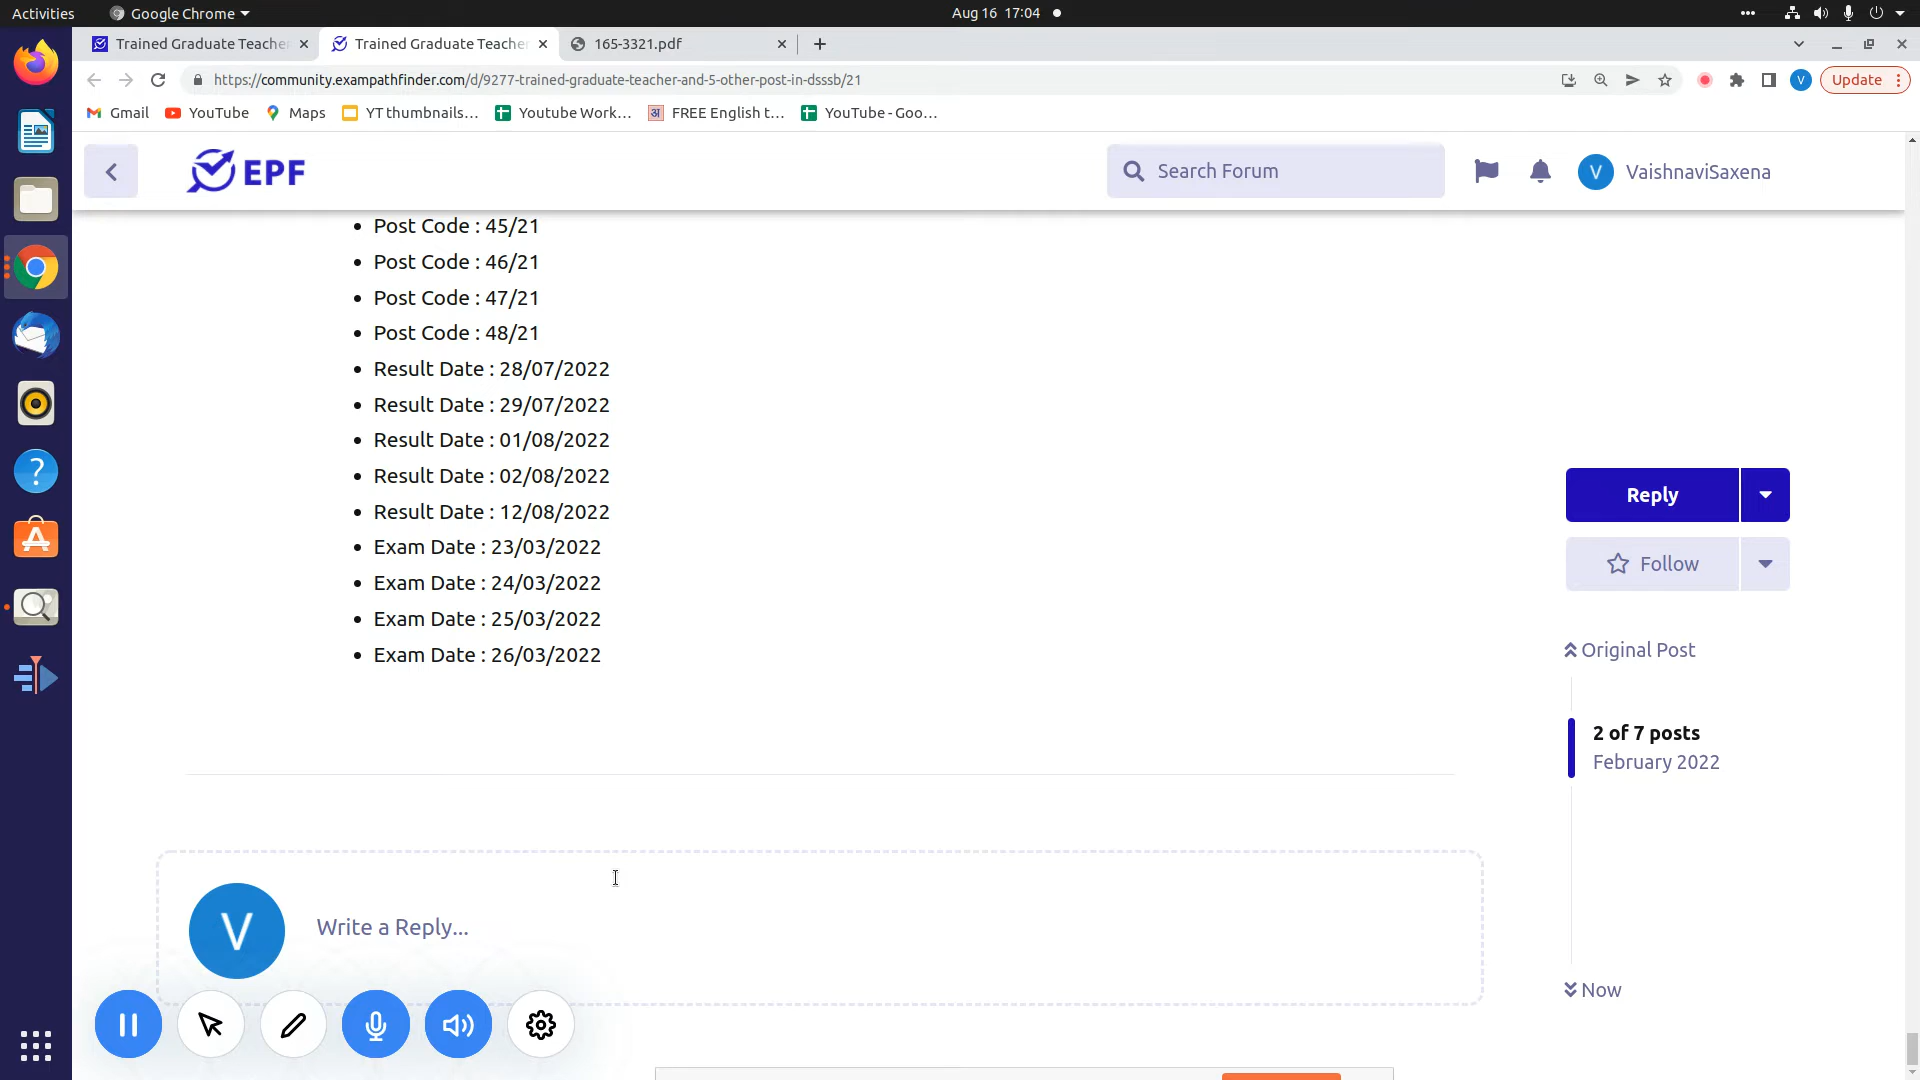 Activities
Google Chrome
Aug 16 17:04
Trained Graduate Teache
Trained Graduate Teache
165-3321.pdf
https://community.exampathfinder.com/d/9277-trained-graduate-teacher-and-5-other-post-in-dsssb/21
V
Update
Gmail
YouTube
Maps
YT thumbnails...
Youtube Work...
अ
FREE English t...
YouTube - Goo...
EPF
Search Forum
V
VaishnaviSaxena
Post Code : 45/21
Post Code : 46/21
Post Code : 47/21
Post Code : 48/21
Result Date : 28/07/2022
Result Date : 29/07/2022
Result Date : 01/08/2022
Result Date : 02/08/2022
Result Date : 12/08/2022
Exam Date : 23/03/2022
Exam Date : 24/03/2022
Exam Date : 25/03/2022
Exam Date : 26/03/2022
Reply
Follow
Original Post
2 of 7 posts
February 2022
Now
V
Write a Reply...